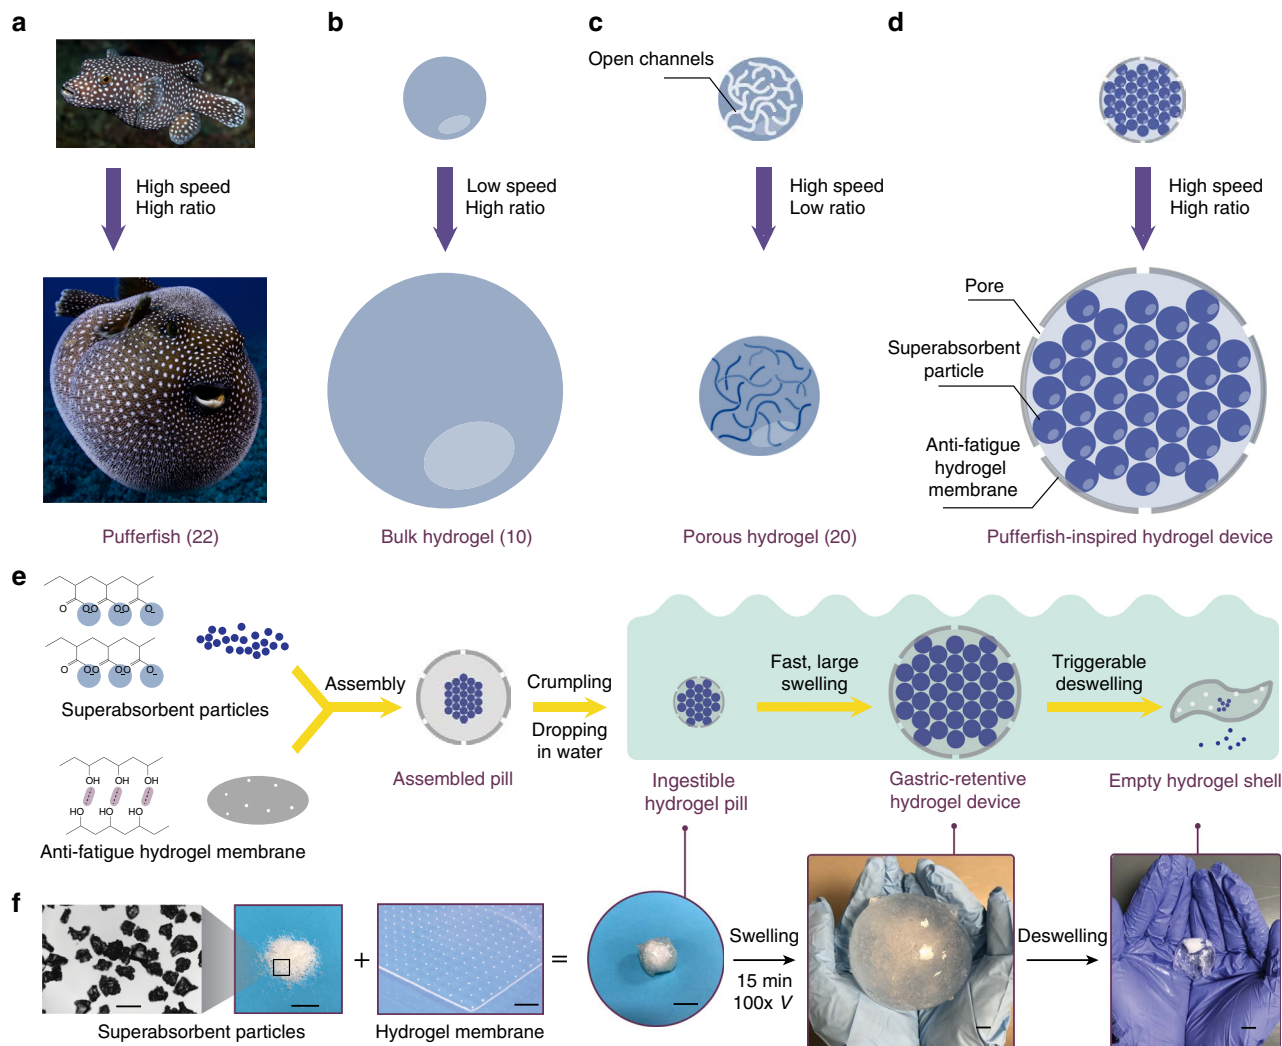 a
b
c
d
Open channels
High speed
High ratio
Low speed
High ratio
High speed
Low ratio
High speed
High ratio
Pore
Superabsorbent
particle
Anti-fatigue
hydrogel
membrane
Pufferfish (22)
Bulk hydrogel (10)
Porous hydrogel (20)
Pufferfish-inspired hydrogel device
e
O O O O O O
O O O O O O
Superabsorbent particles
OH OH OH
HO HO HO
Anti-fatigue hydrogel membrane
Assembly
Assembled pill
Crumpling
Dropping
in water
Fast, large
swelling
Triggerable
deswelling
Ingestible
hydrogel pill
Gastric-retentive
hydrogel device
Empty hydrogel shell
f
+
=
Swelling
15 min
100x V
Deswelling
Superabsorbent particles
Hydrogel membrane